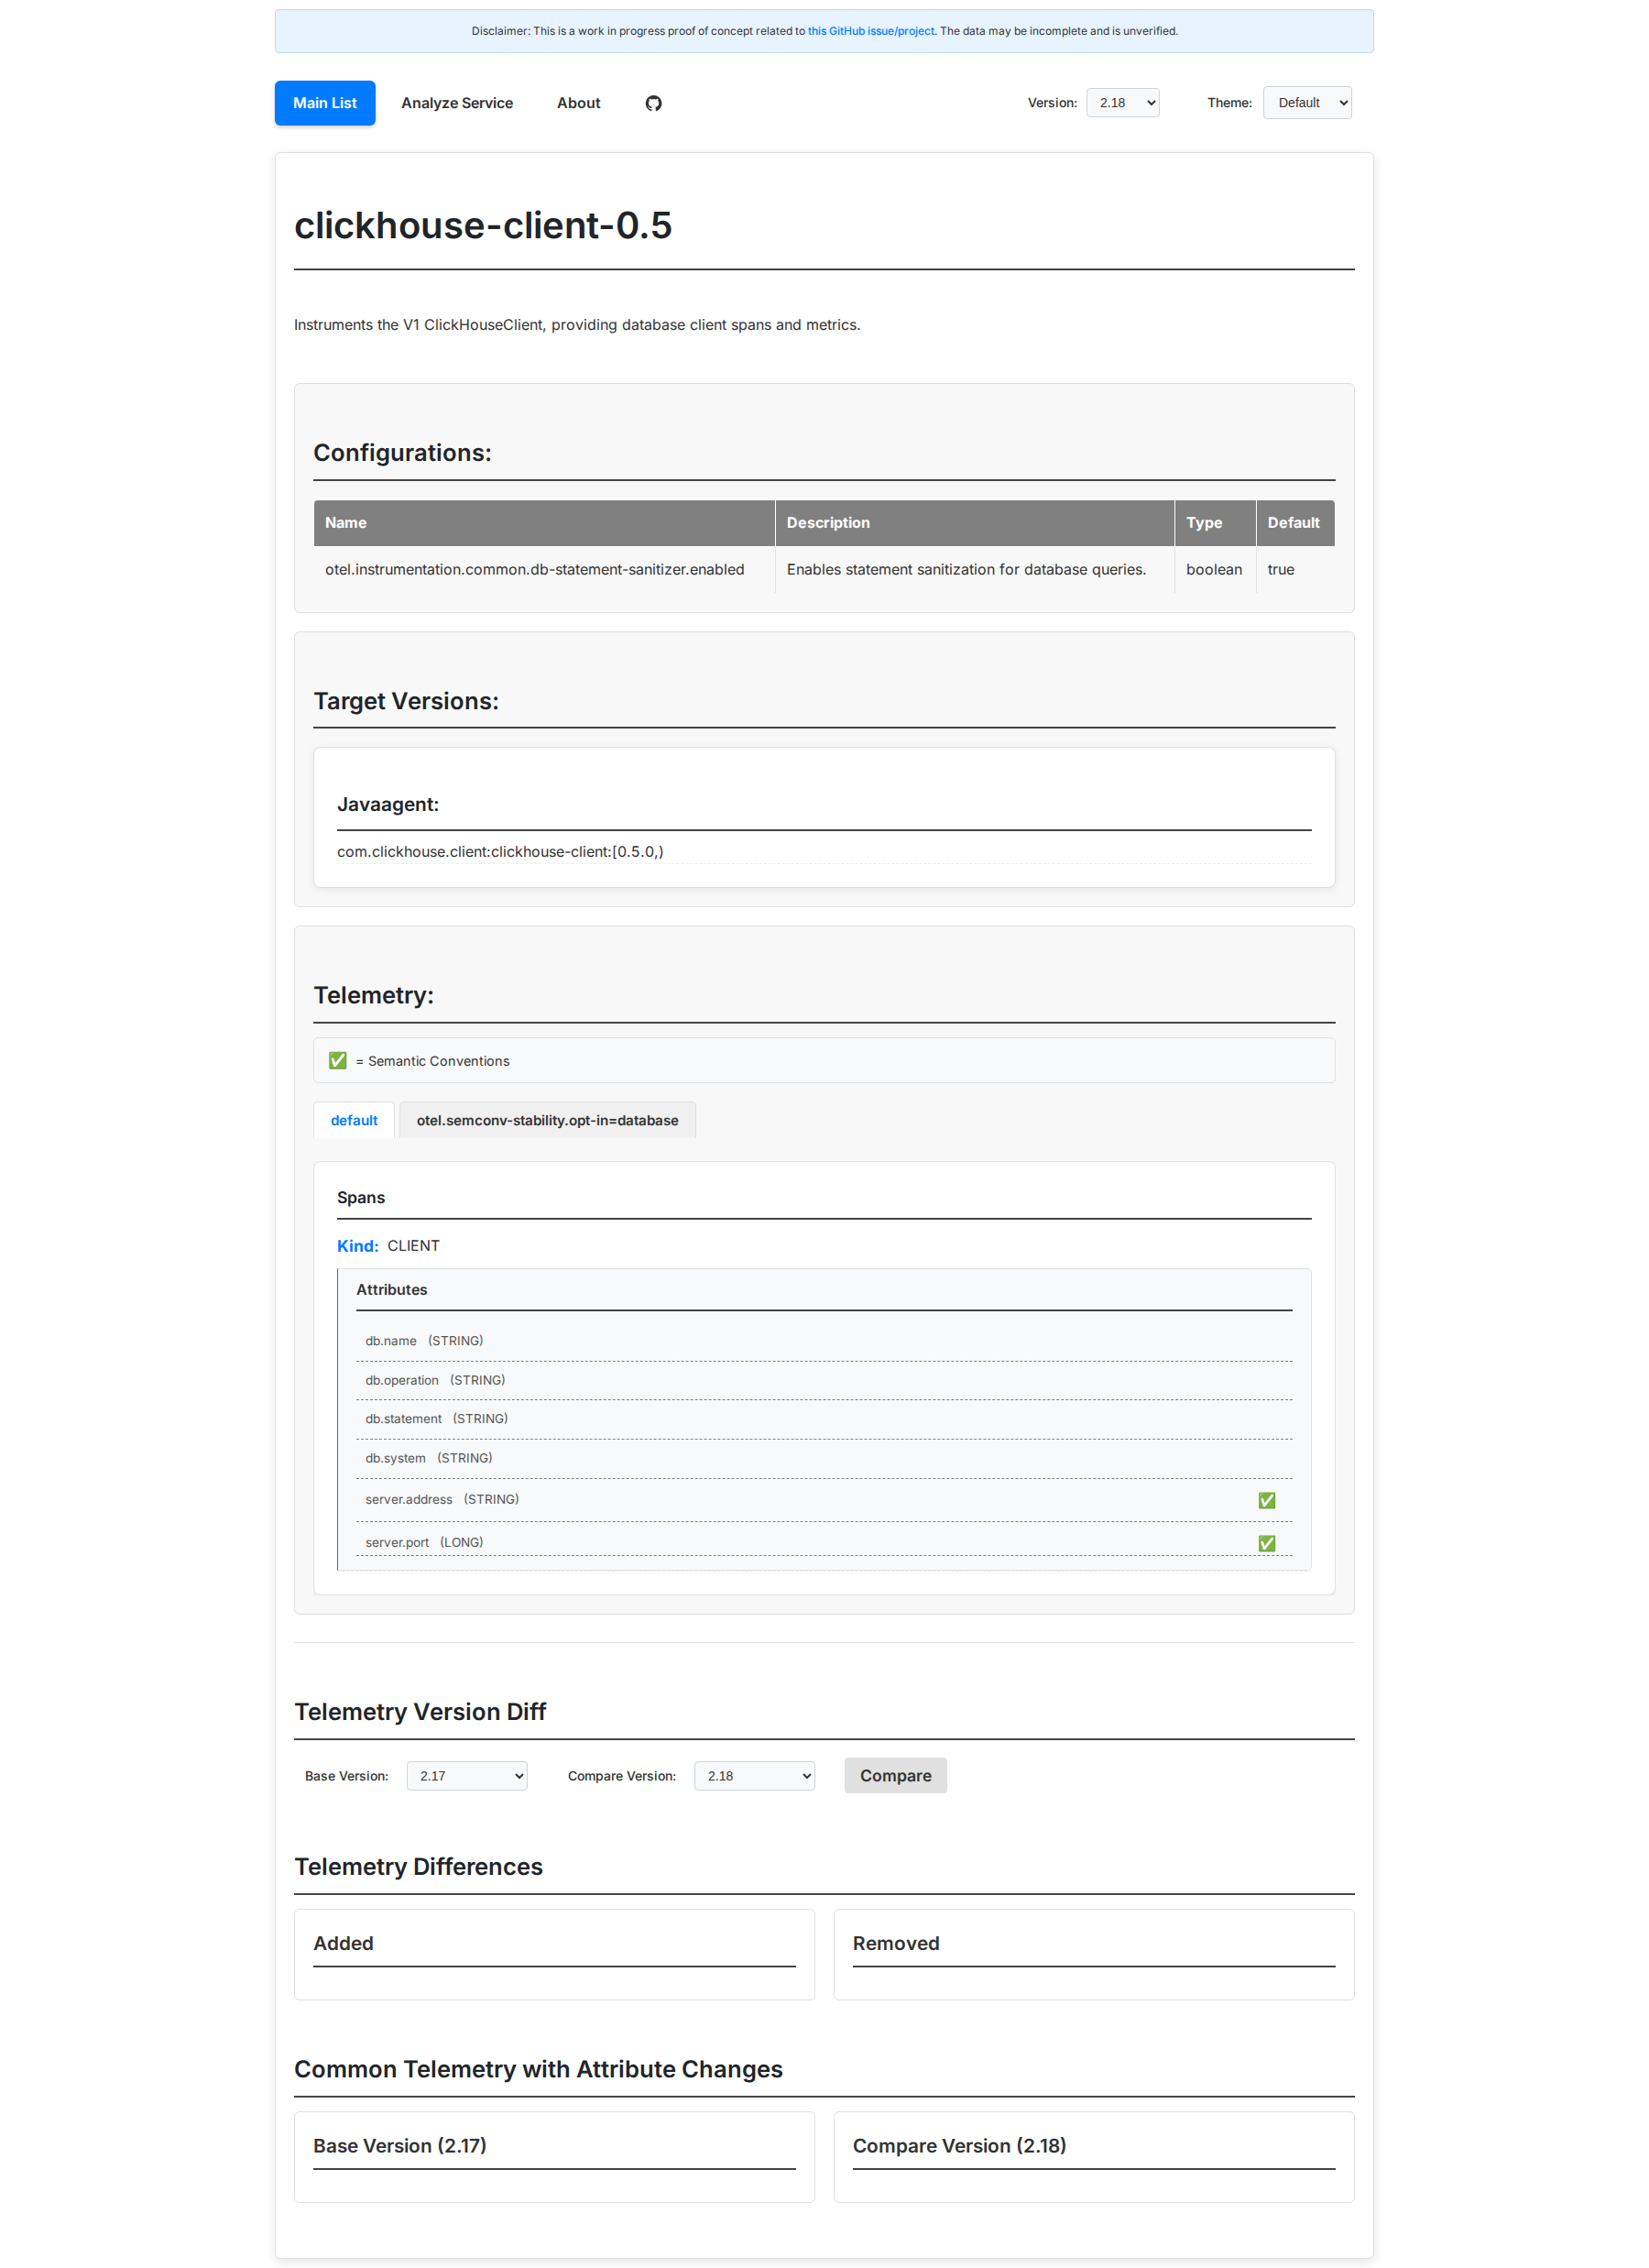 Disclaimer: This is a work in progress proof of concept related to this GitHub issue/project. The data may be incomplete and is unverified.
Main List
Analyze Service
About
Version: 2.18
Theme: Default
clickhouse-client-0.5
Instruments the V1 ClickHouseClient, providing database client spans and metrics.
Configurations:
Name Description Type Default
otel.instrumentation.common.db-statement-sanitizer.enabled Enables statement sanitization for database queries. boolean true
Target Versions:
Javaagent:
com.clickhouse.client:clickhouse-client:[0.5.0,)
Telemetry:
✅ = Semantic Conventions
default otel.semconv-stability.opt-in=database
Spans
Kind: CLIENT
Attributes
db.name (STRING)
db.operation (STRING)
db.statement (STRING)
db.system (STRING)
server.address (STRING) ✅
server.port (LONG) ✅
Telemetry Version Diff
Base Version: 2.17 Compare Version: 2.18 Compare
Telemetry Differences
Added
Removed
Common Telemetry with Attribute Changes
Base Version (2.17)
Compare Version (2.18)